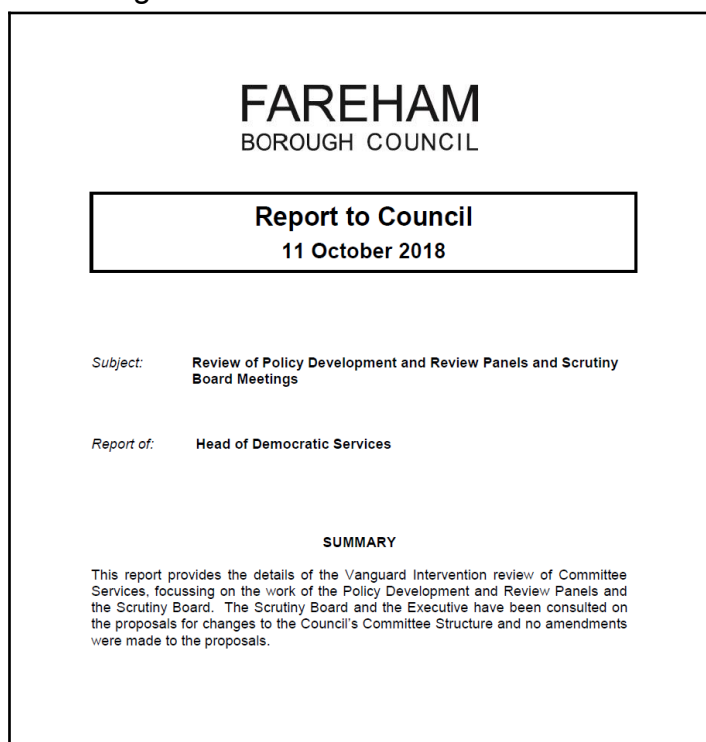 FAREHAM
BOROUGH COUNCIL
Report to Council
11 October 2018
Subject: Review of Policy Development and Review Panels and Scrutiny
Board Meetings
Report of: Head of Democratic Services
SUMMARY
This report provides the details of the Vanguard Intervention review of Committee
Services, focussing on the work of the Policy Development and Review Panels and
the Scrutiny Board. The Scrutiny Board and the Executive have been consulted on
the proposals for changes to the Council's Committee Structure and no amendments
were made to the proposals.